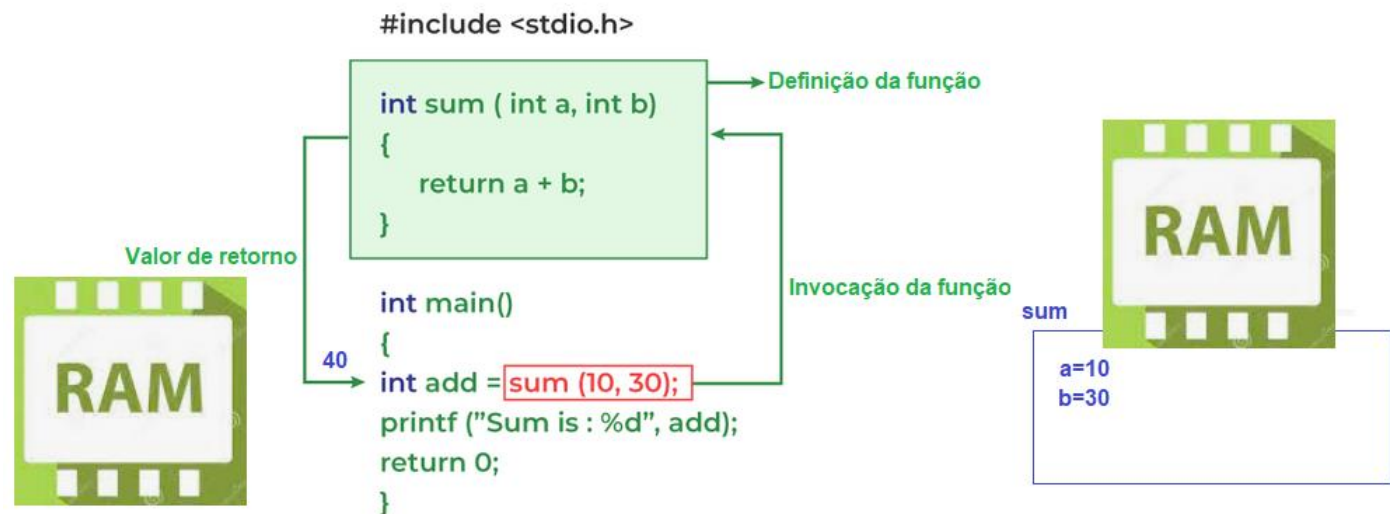 #include <stdio.h>
Definição da função
int sum ( int a, int b)
{
return a + b;
}
Valor de retorno
Invocação da função
RAM
RAM
sum
a=10
b=30
int main()
{
40
int add = sum (10, 30);
printf (”Sum is : %d”, add);
return 0;
}